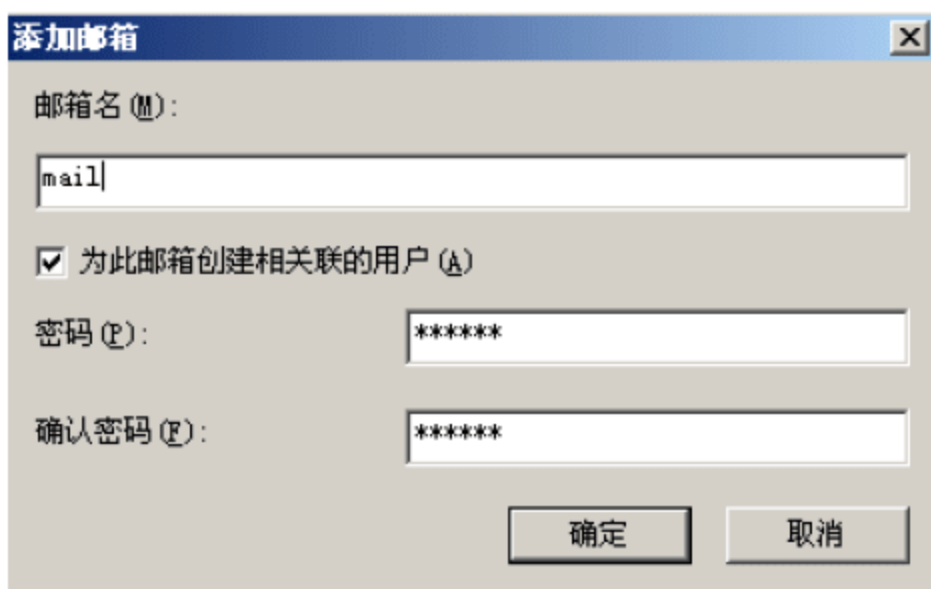 添加邮箱
邮箱名(M):
mail
为此邮箱创建相关联的用户(A)
密码(P): ******
确认密码(F): ******
确定 取消